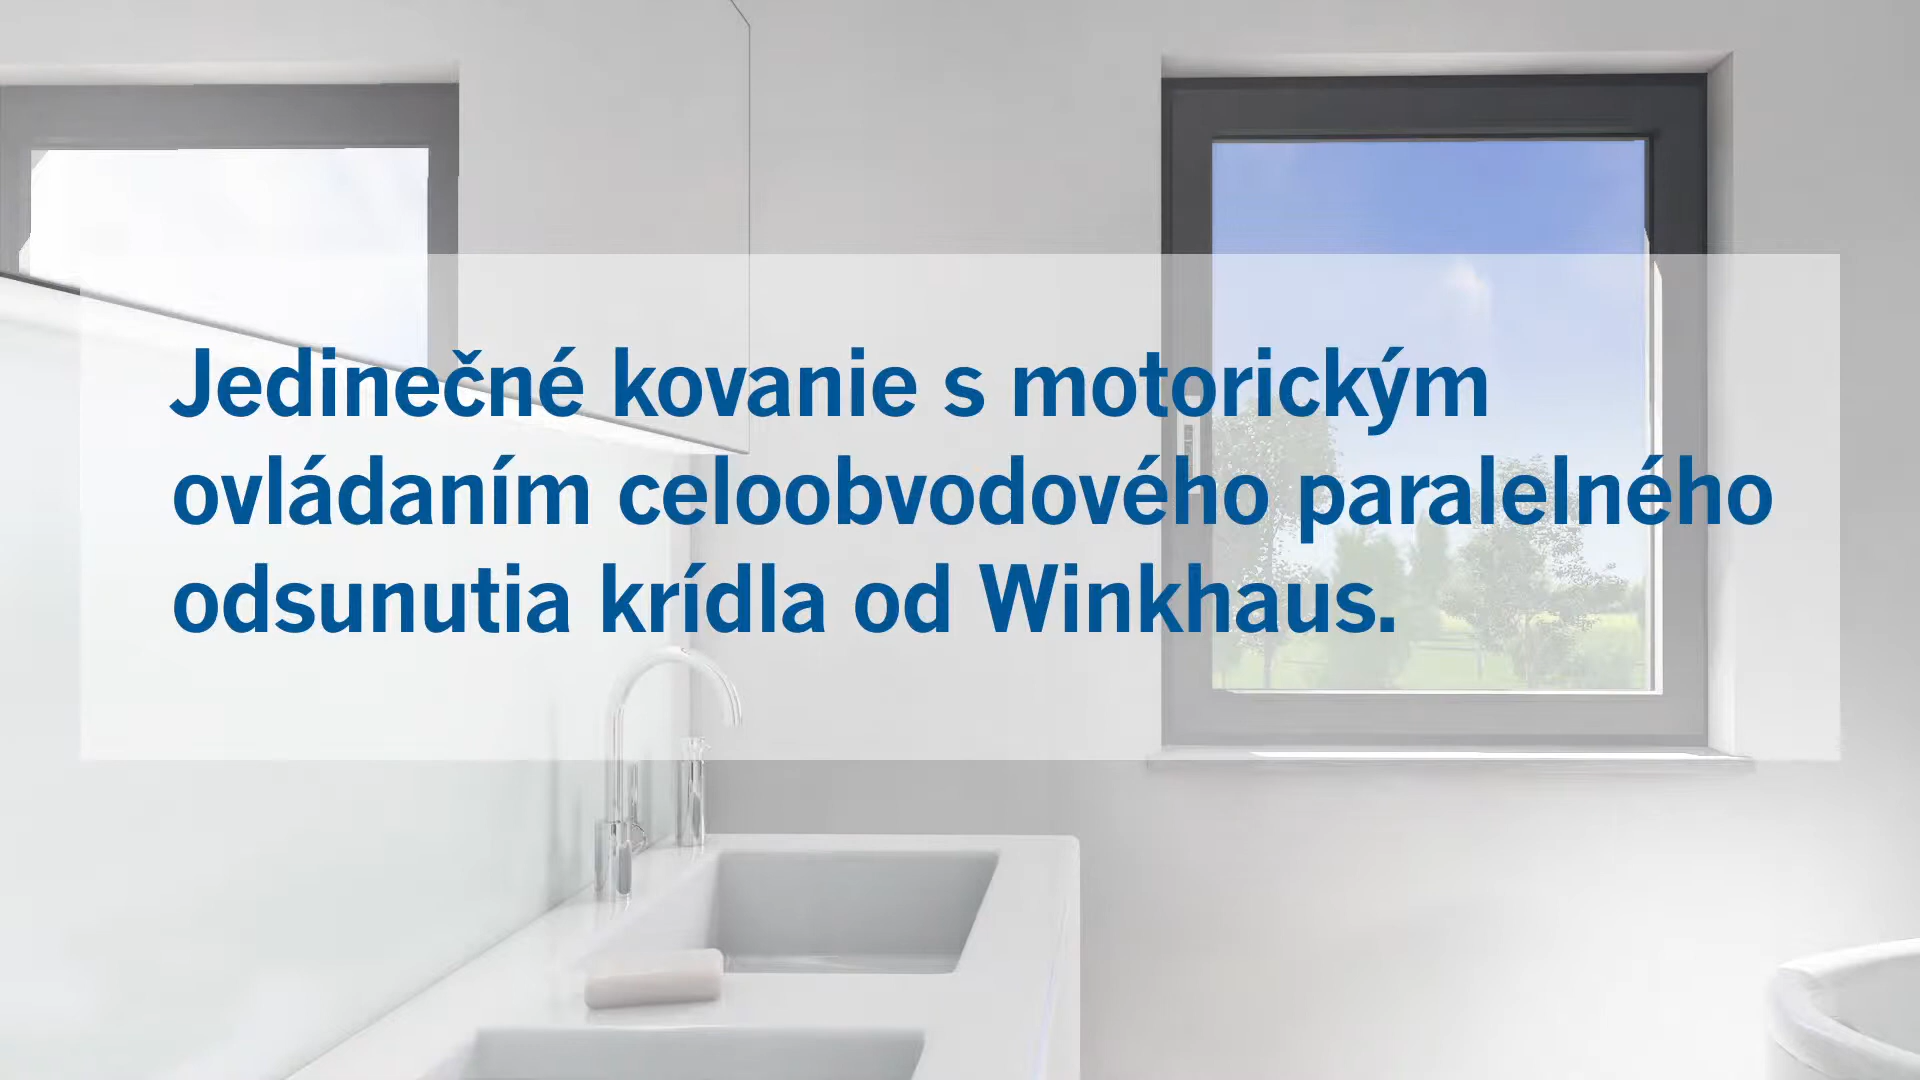 Jedinečné kovanie s motorickým
ovládaním celoobvodového paralelného
odsunutia krídla od Winkhaus.